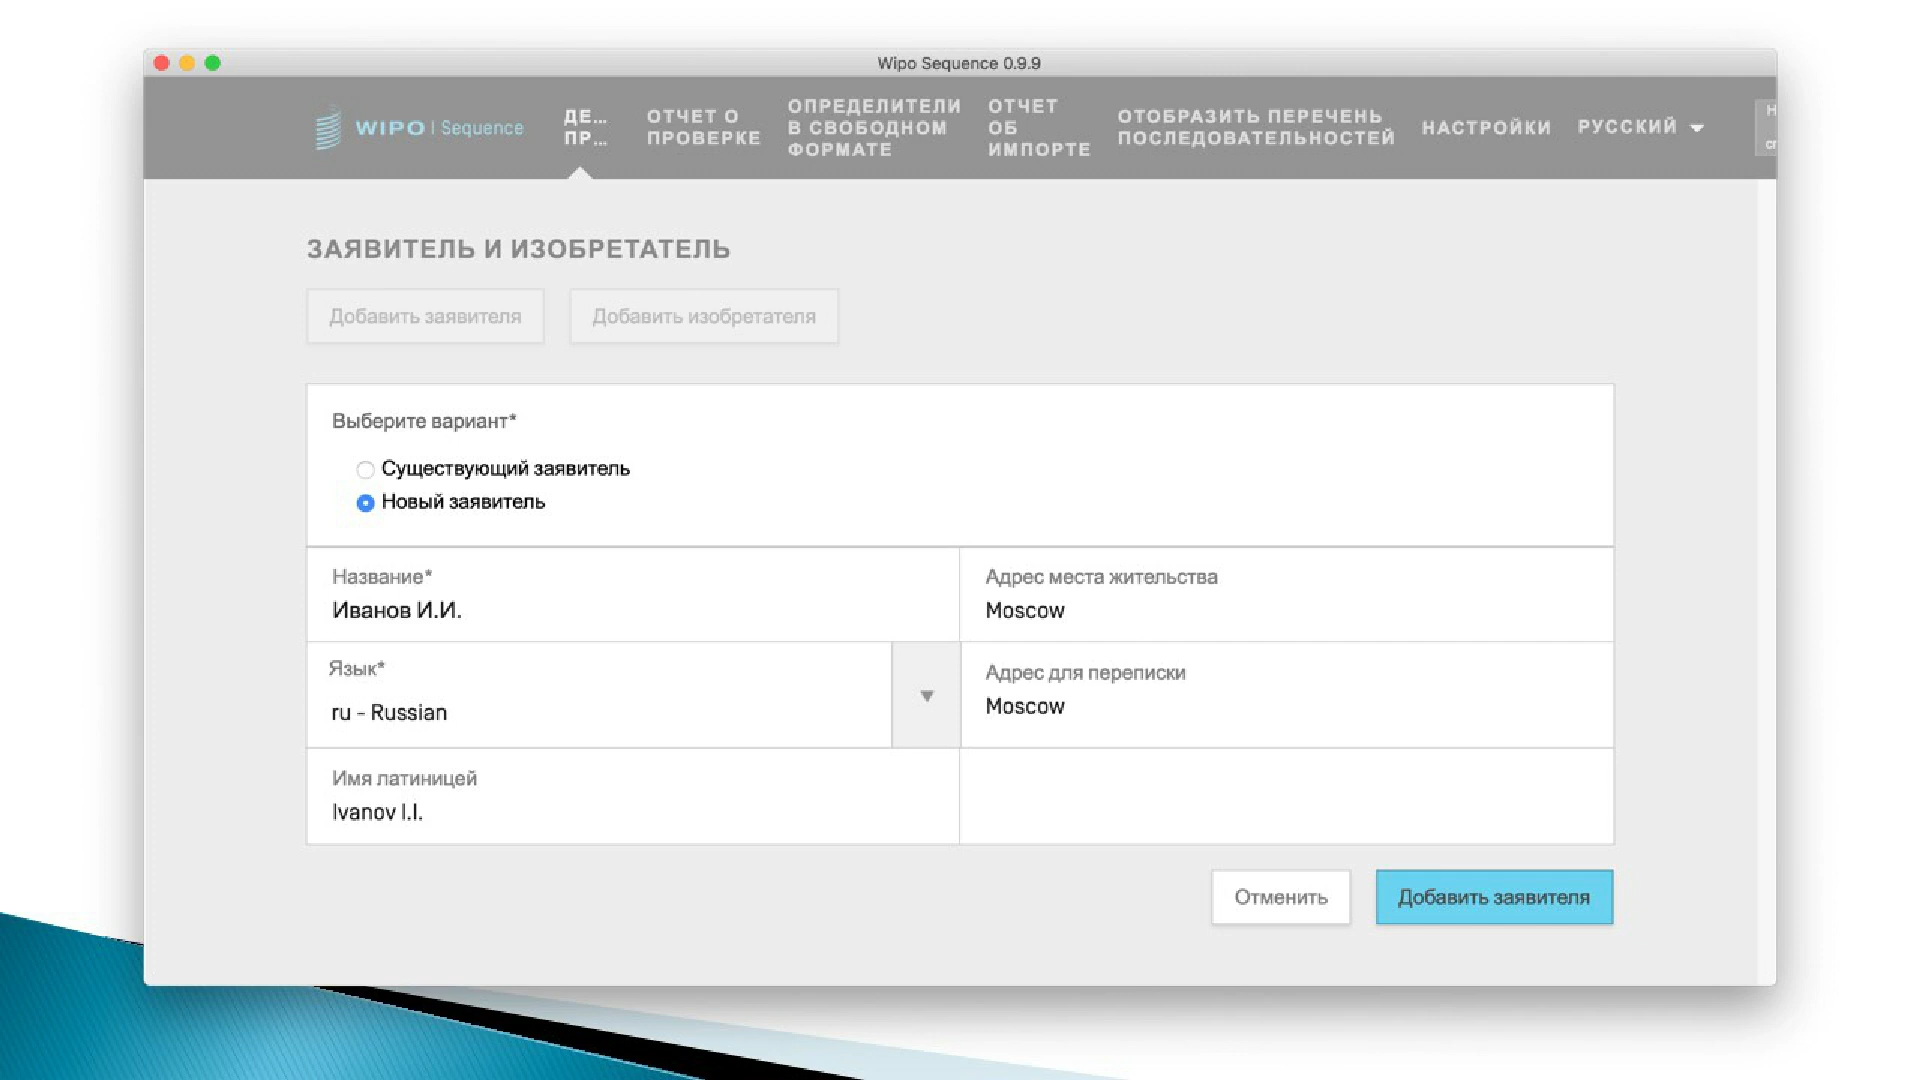 Wipo Sequence 0.9.9
WIPO | Sequence
ДЕ...
ПР...
ОТЧЕТ О
ПРОВЕРКЕ
ОПРЕДЕЛИТЕЛИ
В СВОБОДНОМ
ФОРМАТЕ
ОТЧЕТ
ОБ
ИМПОРТЕ
ОТОБРАЗИТЬ ПЕРЕЧЕНЬ
ПОСЛЕДОВАТЕЛЬНОСТЕЙ
НАСТРОЙКИ
РУССКИЙ
ЗАЯВИТЕЛЬ И ИЗОБРЕТАТЕЛЬ
Добавить заявителя
Добавить изобретателя
Выберите вариант*
Существующий заявитель
Новый заявитель
Название*
Иванов И.И.
Адрес места жительства
Moscow
Язык*
ru - Russian
Адрес для переписки
Moscow
Имя латиницей
Ivanov I.I.
Отменить
Добавить заявителя